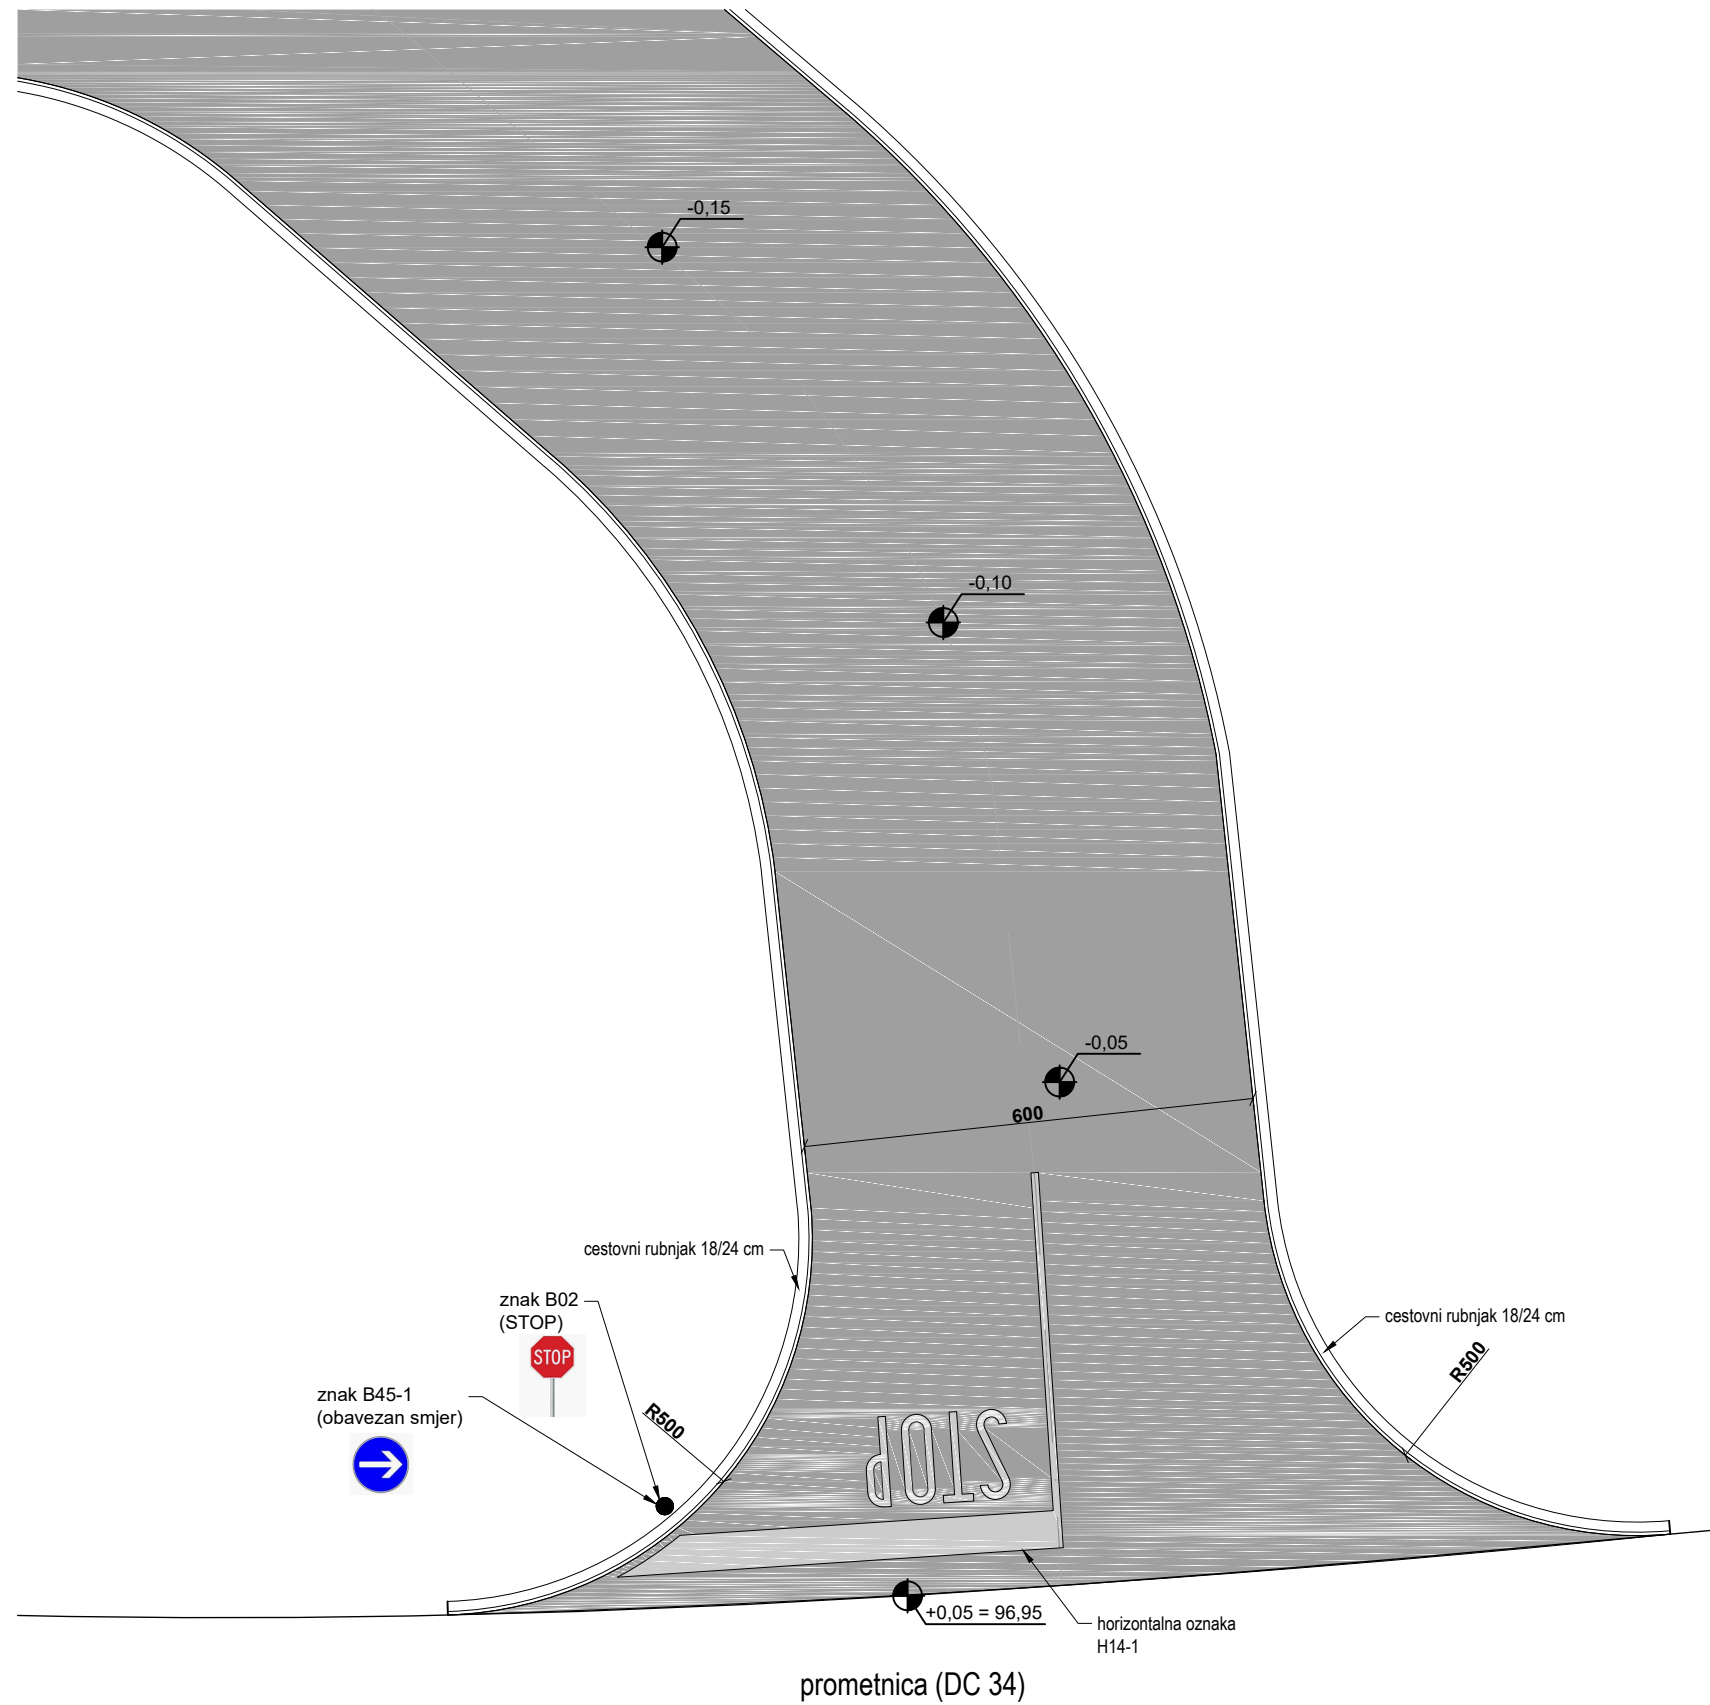 -0,15
-0,10
-0,05
600
cestovni rubnjak 18/24 cm
znak B02
(STOP)
STOP
cestovni rubnjak 18/24 cm
R500
znak B45-1
(obavezan smjer)
R500
STOP
+0,05 = 96,95
horizontalna oznaka
H14-1
prometnica (DC 34)